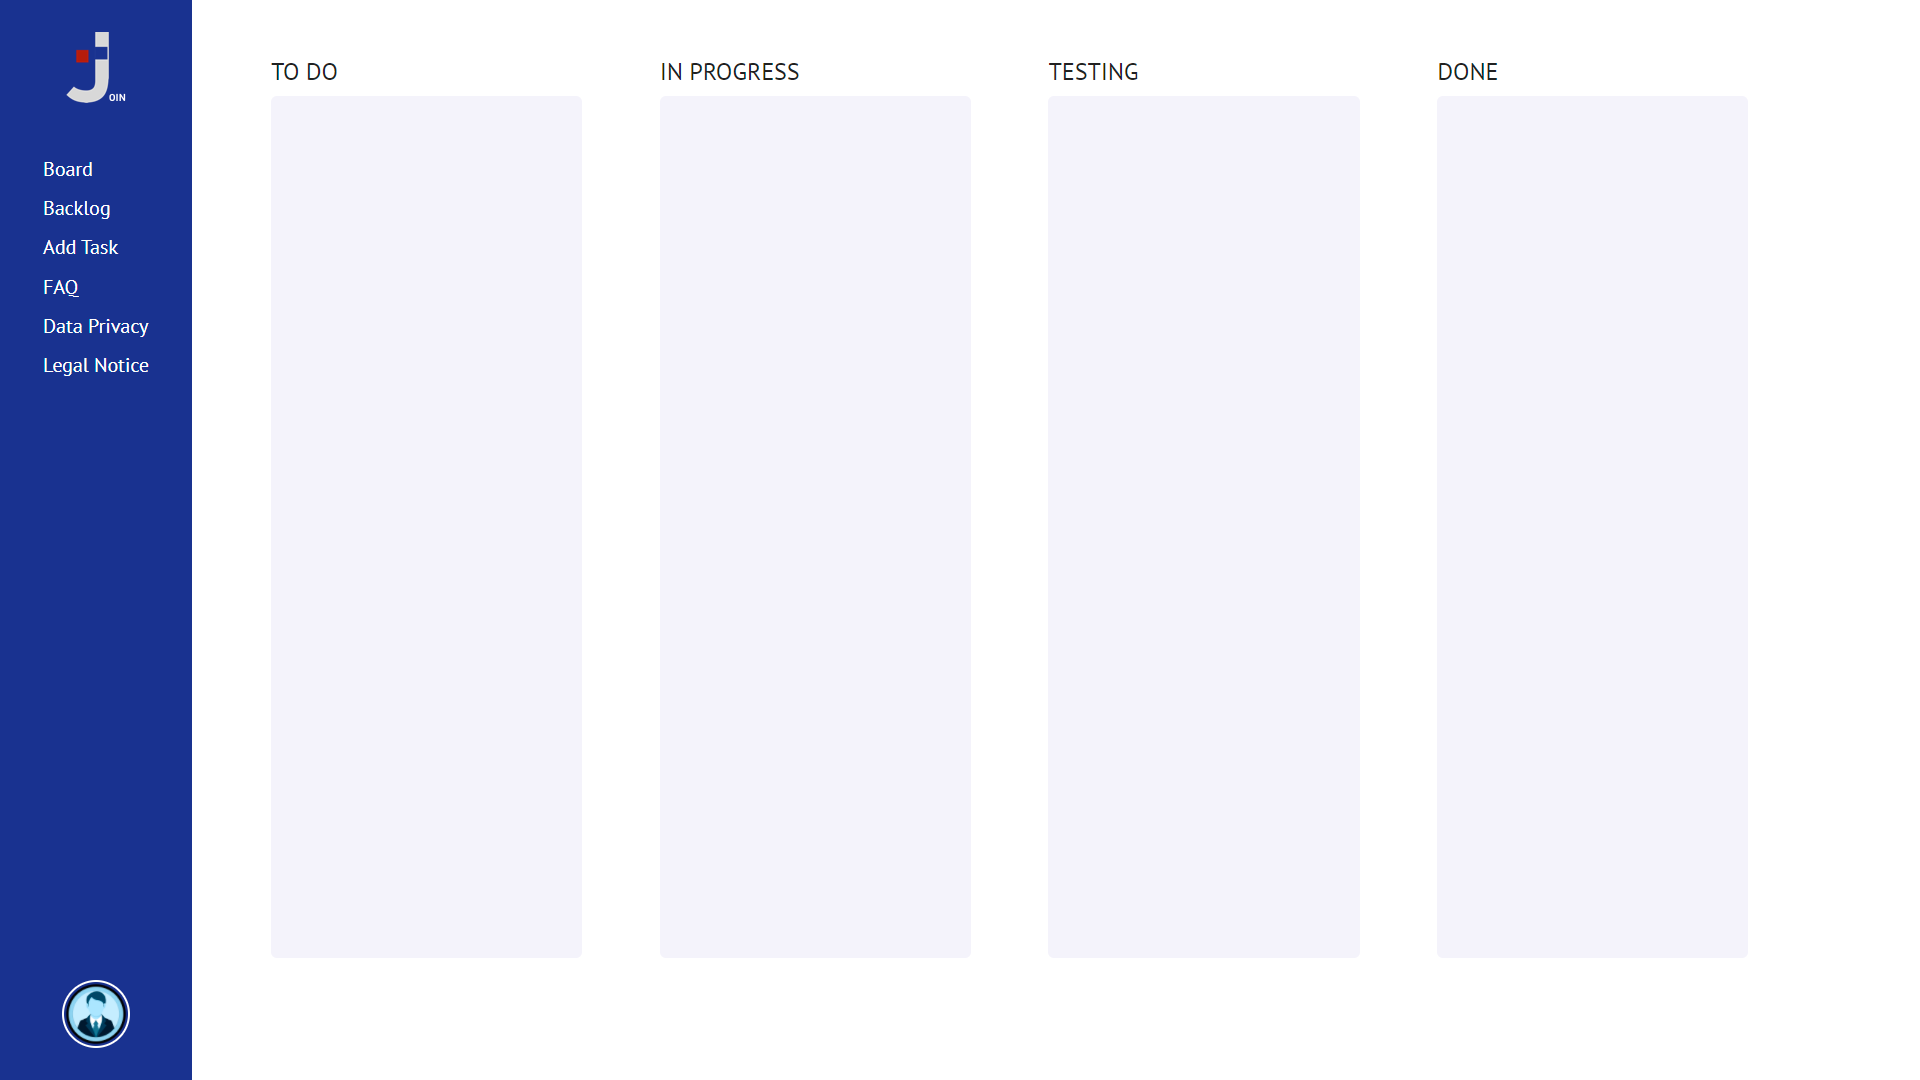 OIN
Board
Backlog
Add Task
FAQ
Data Privacy
Legal Notice
TO DO
IN PROGRESS
TESTING
DONE